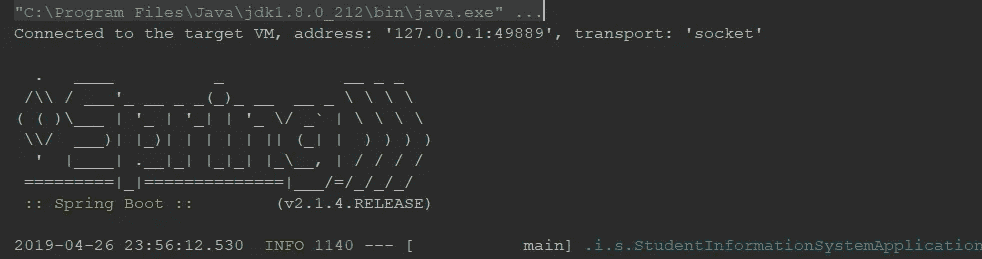 "C:\Program Files\Java\jdk1.8.0_212\bin\java.exe" ...
Connected to the target VM, address: '127.0.0.1:49889', transport: 'socket'
  .   ____          _            __ _ _
 /\\ / ___'_ __ _ _(_)_ __  __ _ \ \ \ \
( ( )\___ | '_ | '_| | '_ \/ _` | \ \ \ \
 \\/  ___)| |_)| | | | | || (_| |  ) ) ) )
  '  |____| .__|_| |_|_| |_\__, | / / / /
 =========|_|==============|___/=/_/_/_/
 :: Spring Boot ::        (v2.1.4.RELEASE)
2019-04-26 23:56:12.530  INFO 1140 --- [           main] .i.s.StudentInformationSystemApplication